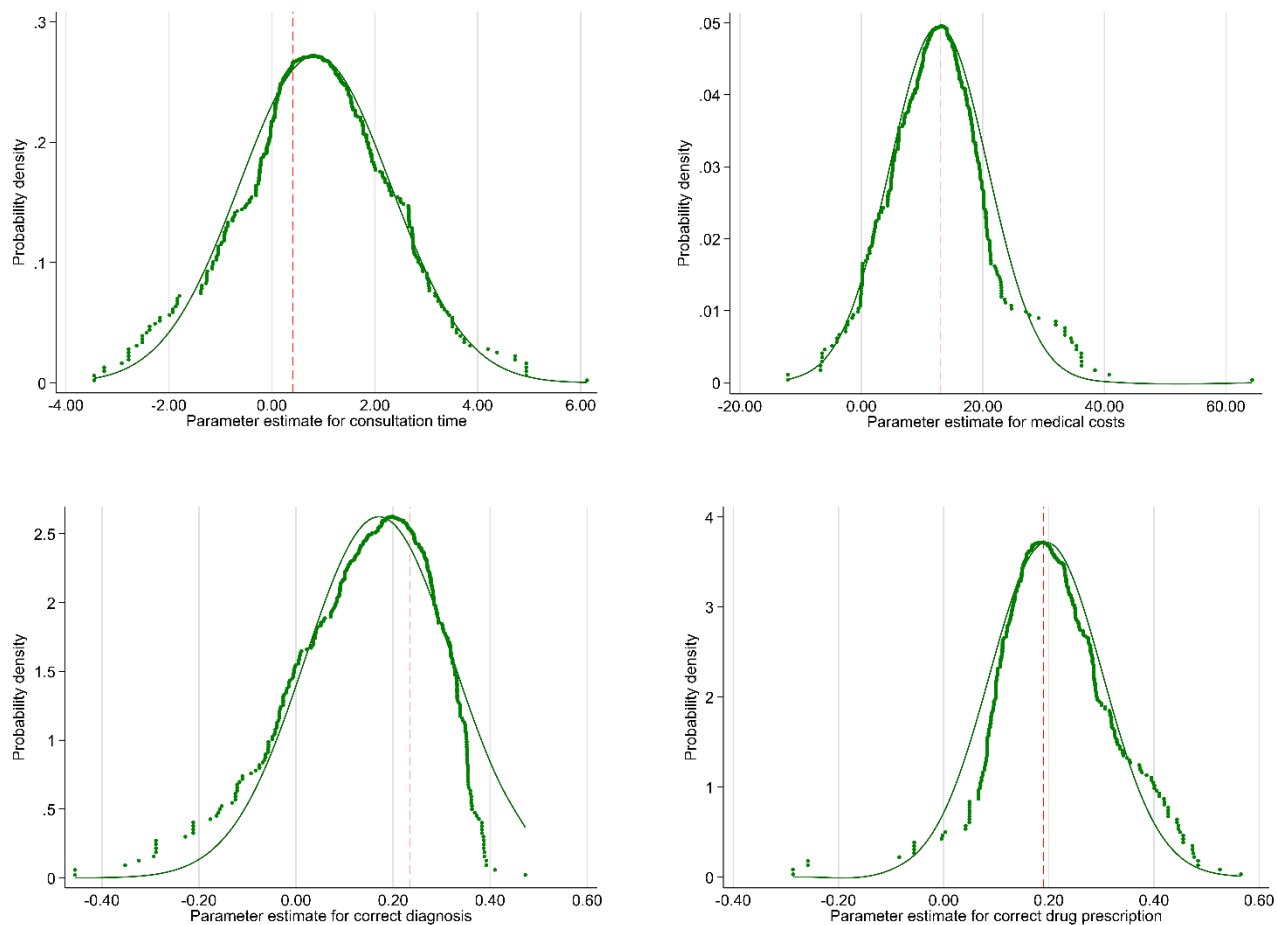 .3
.2
.1
0
Probability density
-4.00 -2.00 0.00 2.00 4.00 6.00
Parameter estimate for consultation time
.05
.04
.03
.02
.01
0
Probability density
-20.00 0.00 20.00 40.00 60.00
Parameter estimate for medical costs
2.5
2
1.5
1
.5
0
Probability density
-0.40 -0.20 0.00 0.20 0.40 0.60
Parameter estimate for correct diagnosis
4
3
2
1
0
Probability density
-0.40 -0.20 0.00 0.20 0.40 0.60
Parameter estimate for correct drug prescription